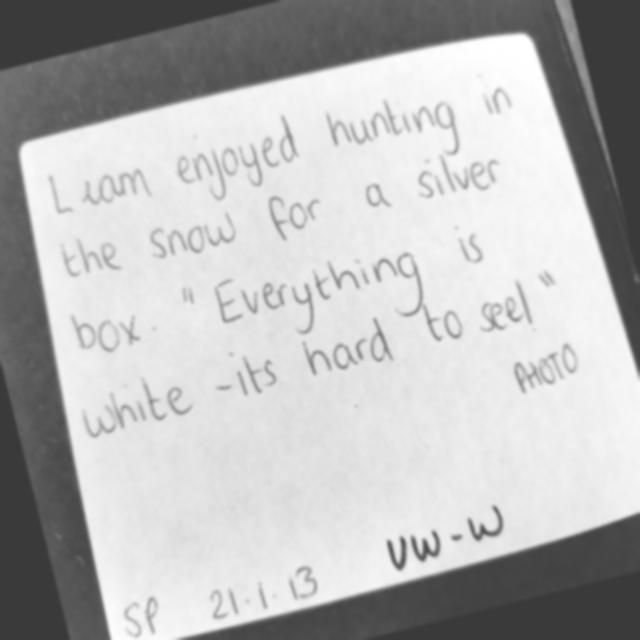 Liam enjoyed hunting in
the snow for a silver
box. "Everything is
white - its hard to see!"
PHOTO
UW-W
SP 21.1.13